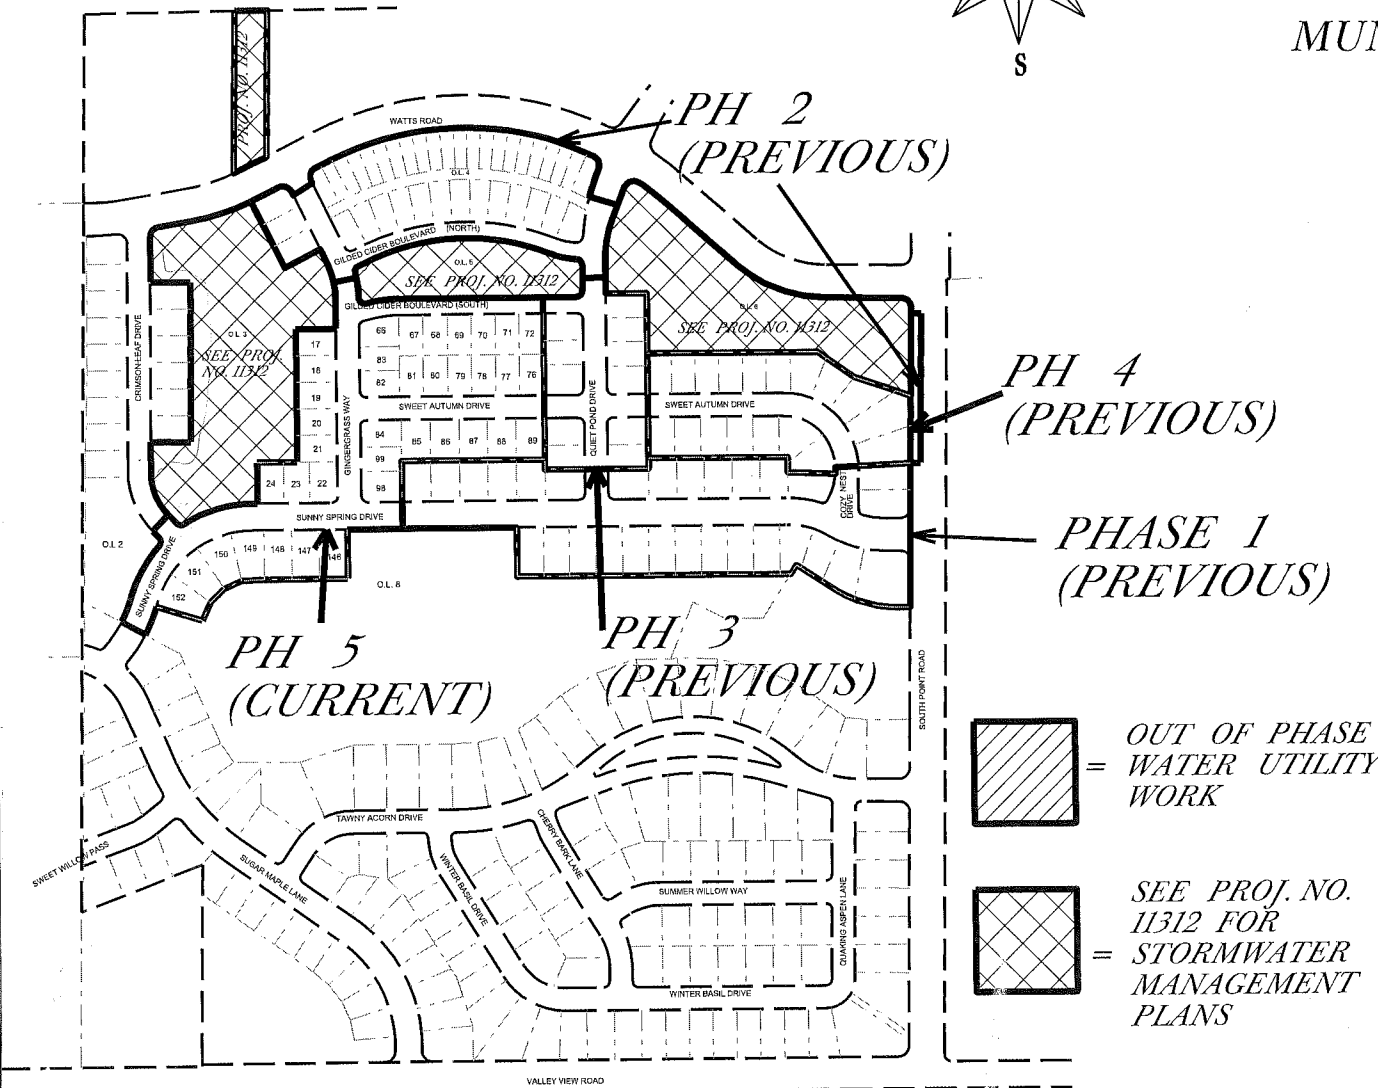 S
MUN
PROJ. NO. 11312
WATTS ROAD
PH 2
(PREVIOUS)
O.L. 4
GILDED CIDER BOULEVARD (NORTH)
O.L. 5
SEE PROJ. NO. 11312
GILDED CIDER BOULEVARD (SOUTH)
O.L. 6
SEE PROJ. NO. 11312
O.L. 3
SEE PROJ.
NO. 11312
CRIMSON LEAF DRIVE
17
18
19
20
21
24 23 22
GINGERGRASS WAY
66 67 68 69 70 71 72
83
82 81 80 79 78 77 76
SWEET AUTUMN DRIVE
84 85 86 87 88 89
99
98
QUIET POND DRIVE
SWEET AUTUMN DRIVE
COZY NEST
DRIVE
PH 4
(PREVIOUS)
PHASE 1
(PREVIOUS)
SUNNY SPRING DRIVE
O.L 2
SUNNY SPRING DRIVE
152 151 150 149 148 147 146
O.L. 8
PH 5
(CURRENT)
PH 3
(PREVIOUS)
SOUTH POINT ROAD
OUT OF PHASE
= WATER UTILITY
WORK
SEE PROJ. NO.
11312 FOR
= STORMWATER
MANAGEMENT
PLANS
TAWNY ACORN DRIVE
CHERRY BARK LANE
SWEET WILLOW PASS
SUGAR MAPLE LANE
WINTER BASIL DRIVE
SUMMER WILLOW WAY
QUAKING ASPEN LANE
WINTER BASIL DRIVE
VALLEY VIEW ROAD